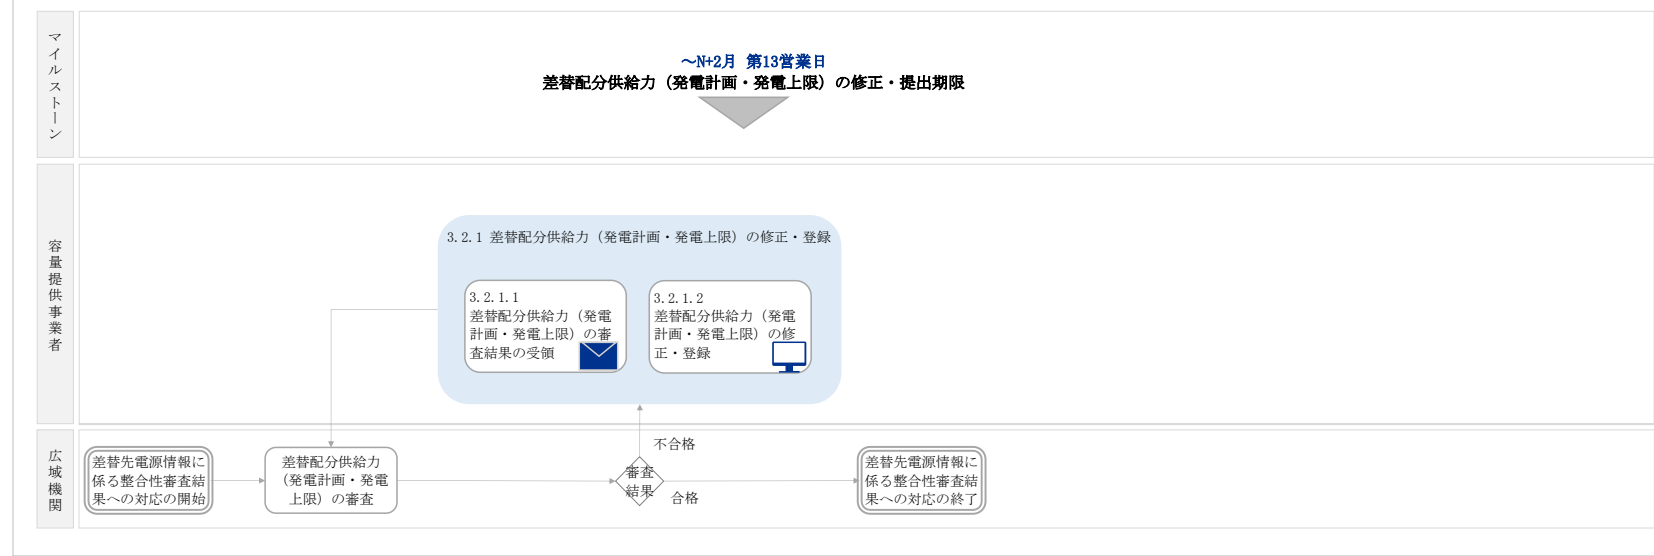 マイルストーン
～N+2月 第13営業日
差替配分供給力（発電計画・発電上限）の修正・提出期限
容量提供事業者
3.2.1 差替配分供給力（発電計画・発電上限）の修正・登録
3.2.1.1
差替配分供給力（発電
計画・発電上限）の審
査結果の受領
3.2.1.2
差替配分供給力（発電
計画・発電上限）の修
正・登録
広域機関
差替先電源情報に
係る整合性審査結
果への対応の開始
差替配分供給力
（発電計画・発電
上限）の審査
不合格
審査
結果
合格
差替先電源情報に
係る整合性審査結
果への対応の終了